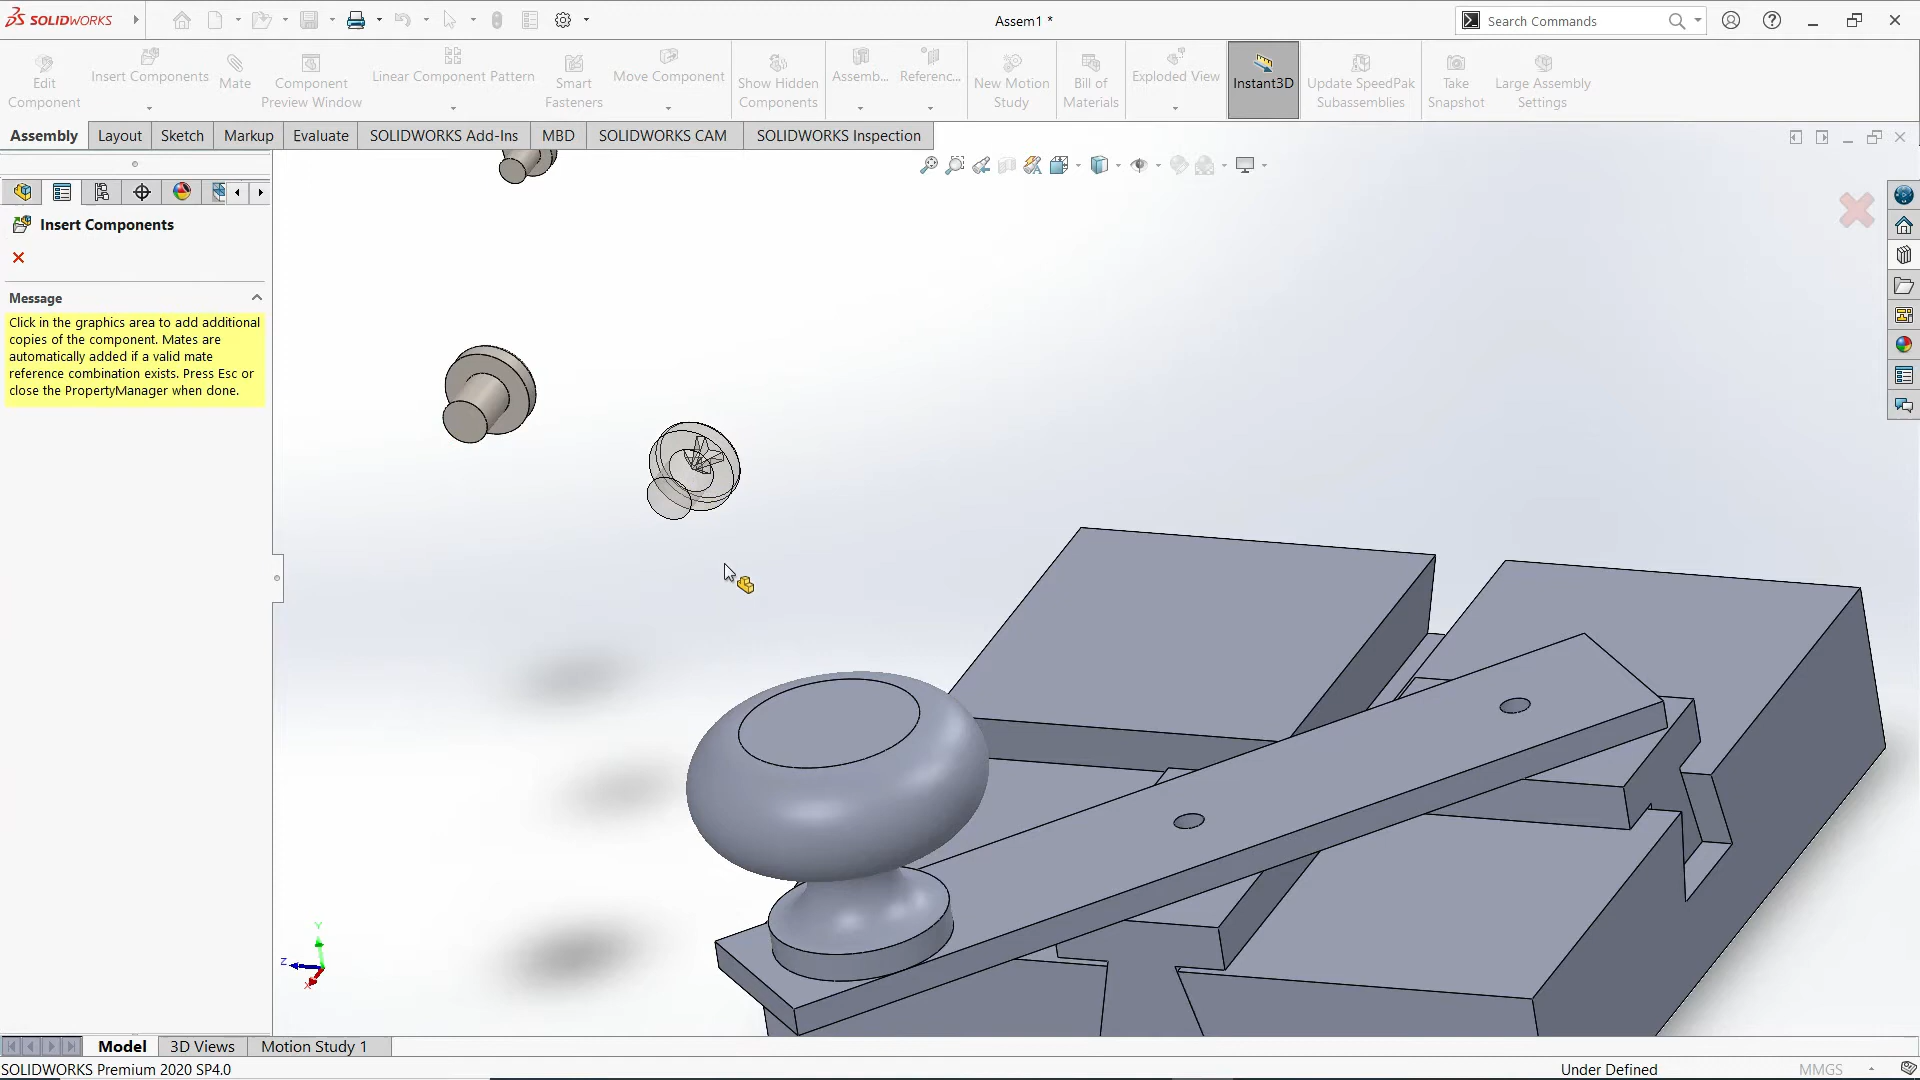 SOLIDWORKS
Assem1 *
Search Commands
Edit Component
Insert Components
Mate
Component Preview Window
Linear Component Pattern
Smart Fasteners
Move Component
Show Hidden Components
Assemb...
Referenc...
New Motion Study
Bill of Materials
Exploded View
Instant3D
Update SpeedPak Subassemblies
Take Snapshot
Large Assembly Settings
Assembly
Layout
Sketch
Markup
Evaluate
SOLIDWORKS Add-Ins
MBD
SOLIDWORKS CAM
SOLIDWORKS Inspection
Insert Components
Message
Click in the graphics area to add additional
copies of the component. Mates are
automatically added if a valid mate
reference combination exists. Press Esc or
close the PropertyManager when done.
Y
Z
X
Model
3D Views
Motion Study 1
SOLIDWORKS Premium 2020 SP4.0
Under Defined
MMGS